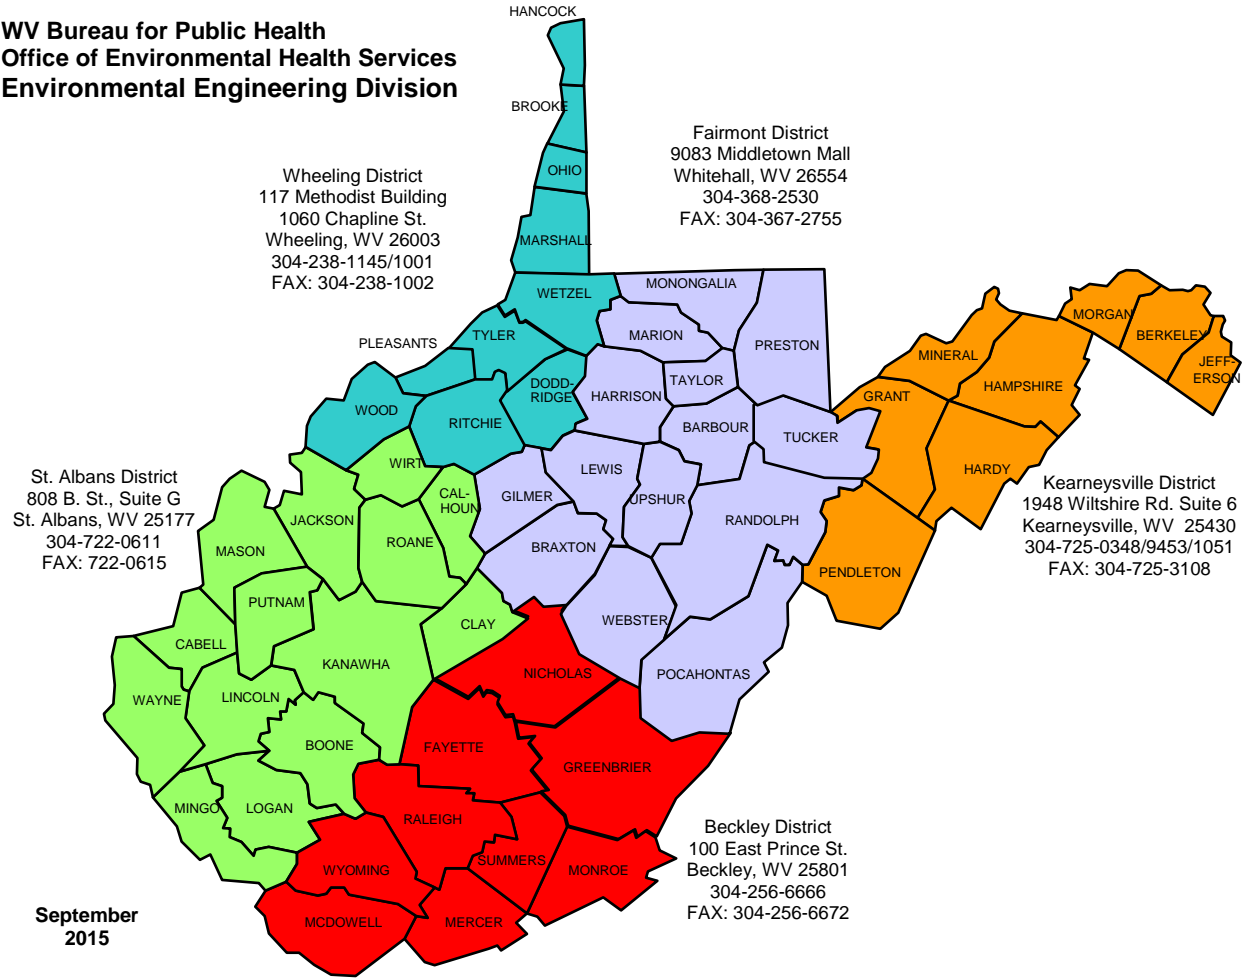 HANCOCK
WV Bureau for Public Health
Office of Environmental Health Services
Environmental Engineering Division
BROOKE
Fairmont District
9083 Middletown Mall
Whitehall, WV 26554
304-368-2530
FAX: 304-367-2755
Wheeling District
117 Methodist Building
1060 Chapline St.
Wheeling, WV 26003
304-238-1145/1001
FAX: 304-238-1002
OHIO
MARSHALL
WETZEL
MONONGALIA
TYLER
MARION
PRESTON
PLEASANTS
MORGAN
BERKELEY
JEFF-
ERSON
MINERAL
HAMPSHIRE
GRANT
HARDY
DODD-
RIDGE
HARRISON
TAYLOR
WOOD
RITCHIE
BARBOUR
TUCKER
WIRT
CAL-
HOUN
GILMER
LEWIS
UPSHUR
RANDOLPH
St. Albans District
808 B. St., Suite G
St. Albans, WV 25177
304-722-0611
FAX: 722-0615
Kearneysville District
1948 Wiltshire Rd. Suite 6
Kearneysville, WV 25430
304-725-0348/9453/1051
FAX: 304-725-3108
JACKSON
ROANE
MASON
BRAXTON
PENDLETON
PUTNAM
CLAY
WEBSTER
CABELL
KANAWHA
NICHOLAS
POCAHONTAS
WAYNE
LINCOLN
BOONE
FAYETTE
GREENBRIER
MINGO
LOGAN
RALEIGH
SUMMERS
MONROE
WYOMING
MCDOWELL
MERCER
Beckley District
100 East Prince St.
Beckley, WV 25801
304-256-6666
FAX: 304-256-6672
September
2015